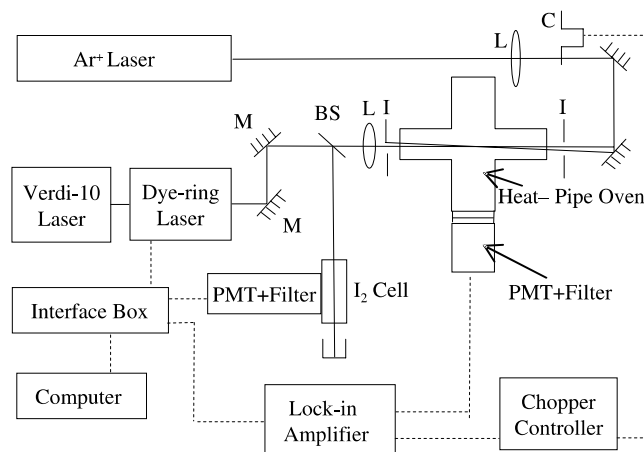 C
L
Ar+ Laser
BS
L
I
I
M
Verdi-10
Laser
Dye-ring
Laser
M
Heat– Pipe Oven
PMT+Filter
I2 Cell
PMT+Filter
Interface Box
Computer
Lock-in
Amplifier
Chopper
Controller